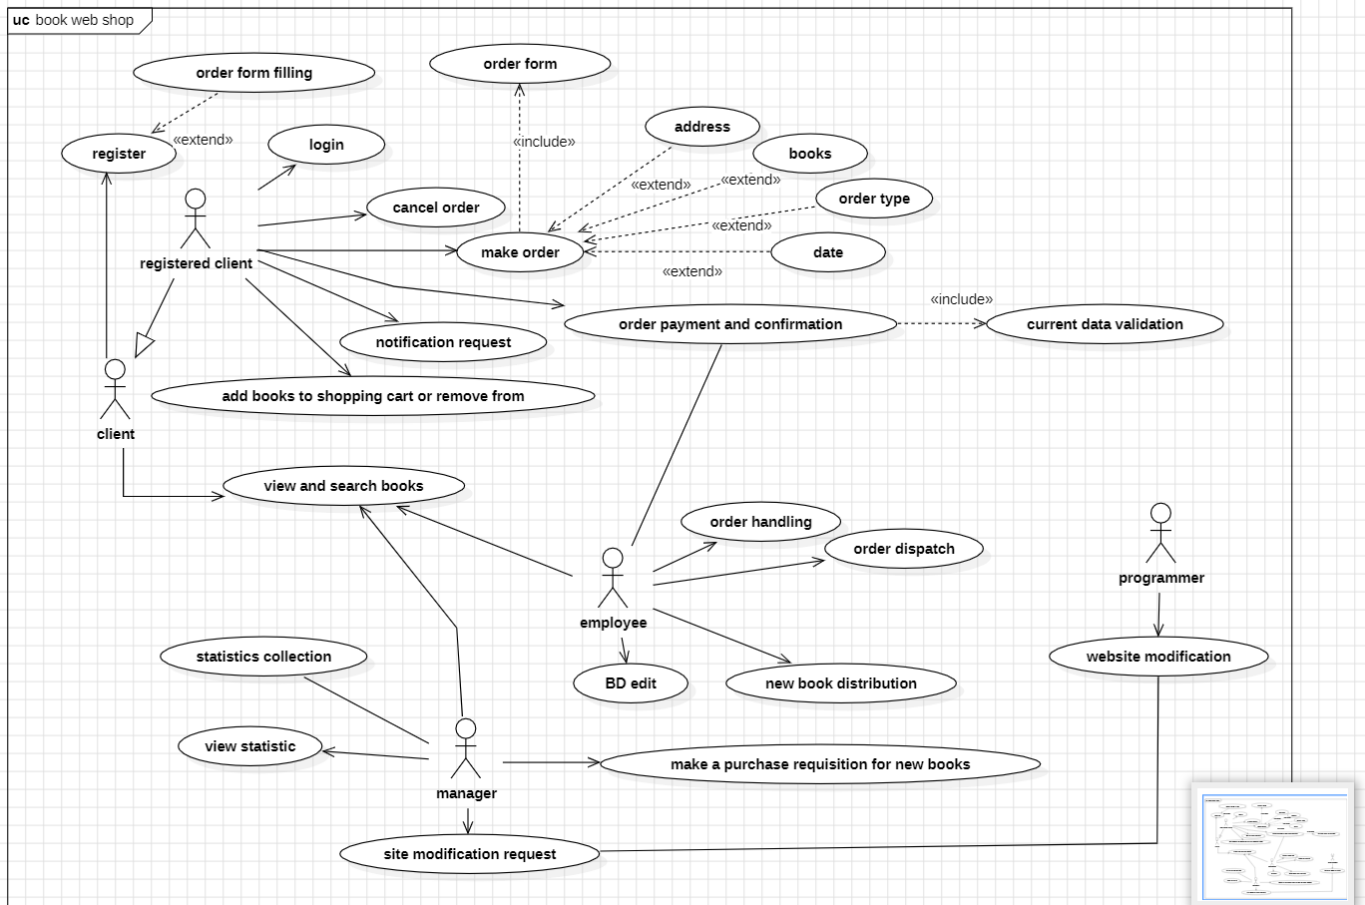 uc book web shop
order form filling
order form
«extend»
register
login
«include»
address
books
«extend»
«extend»
order type
cancel order
«extend»
make order
date
registered client
«extend»
«include»
order payment and confirmation
current data validation
notification request
add books to shopping cart or remove from
client
view and search books
order handling
order dispatch
programmer
employee
statistics collection
website modification
BD edit
new book distribution
view statistic
make a purchase requisition for new books
manager
site modification request